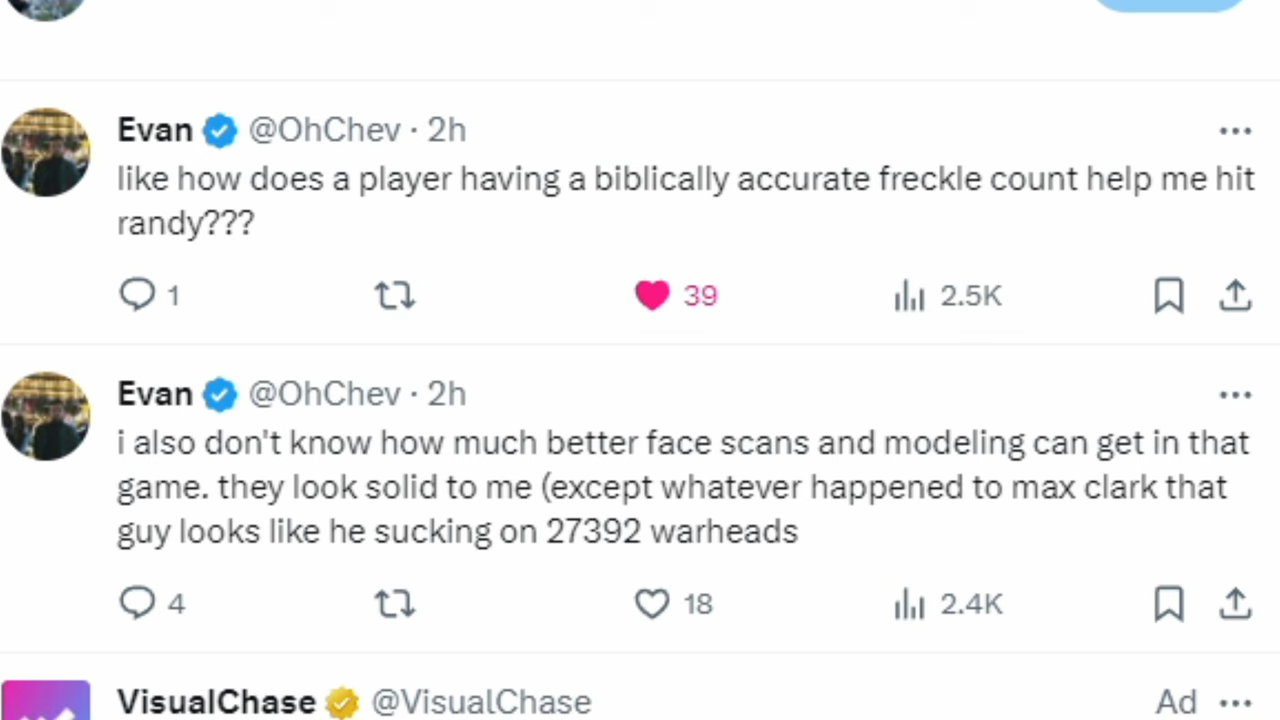 Evan @OhChev · 2h
like how does a player having a biblically accurate freckle count help me hit
randy???
1 39 2.5K
Evan @OhChev · 2h
i also don't know how much better face scans and modeling can get in that
game. they look solid to me (except whatever happened to max clark that
guy looks like he sucking on 27392 warheads
4 18 2.4K
VisualChase @VisualChase Ad